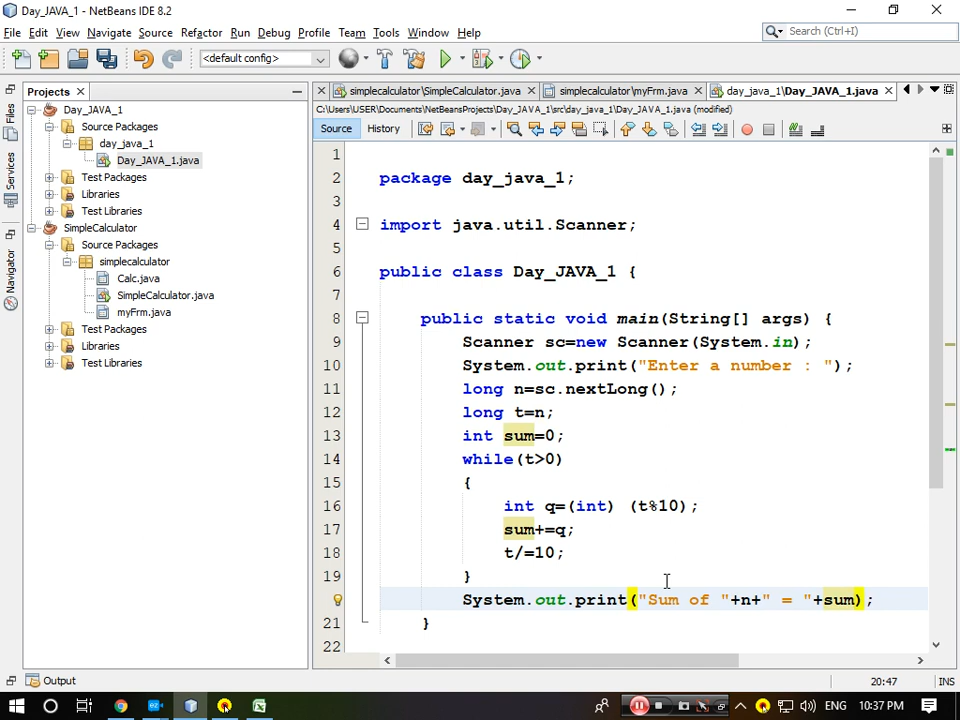 Day_JAVA_1 - NetBeans IDE 8.2
File Edit View Navigate Source Refactor Run Debug Profile Team Tools Window Help
Search (Ctrl+I)
<default config>
Projects
simplecalculator\SimpleCalculator.java
simplecalculator\myFrm.java
day_java_1\Day_JAVA_1.java
C:\Users\USER\Documents\NetBeansProjects\Day_JAVA_1\src\day_java_1\Day_JAVA_1.java (modified)
Source History
Files
Services
Navigator
Day_JAVA_1
Source Packages
day_java_1
Day_JAVA_1.java
Test Packages
Libraries
Test Libraries
SimpleCalculator
Source Packages
simplecalculator
Calc.java
SimpleCalculator.java
myFrm.java
Test Packages
Libraries
Test Libraries
1
2 package day_java_1;
3
4 import java.util.Scanner;
5
6 public class Day_JAVA_1 {
7
8 public static void main(String[] args) {
9 Scanner sc=new Scanner(System.in);
10 System.out.print("Enter a number : ");
11 long n=sc.nextLong();
12 long t=n;
13 int sum=0;
14 while(t>0)
15 {
16 int q=(int) (t%10);
17 sum+=q;
18 t/=10;
19 }
System.out.print("Sum of "+n+" = "+sum);
21 }
22
Output
20:47 INS
ENG 10:37 PM